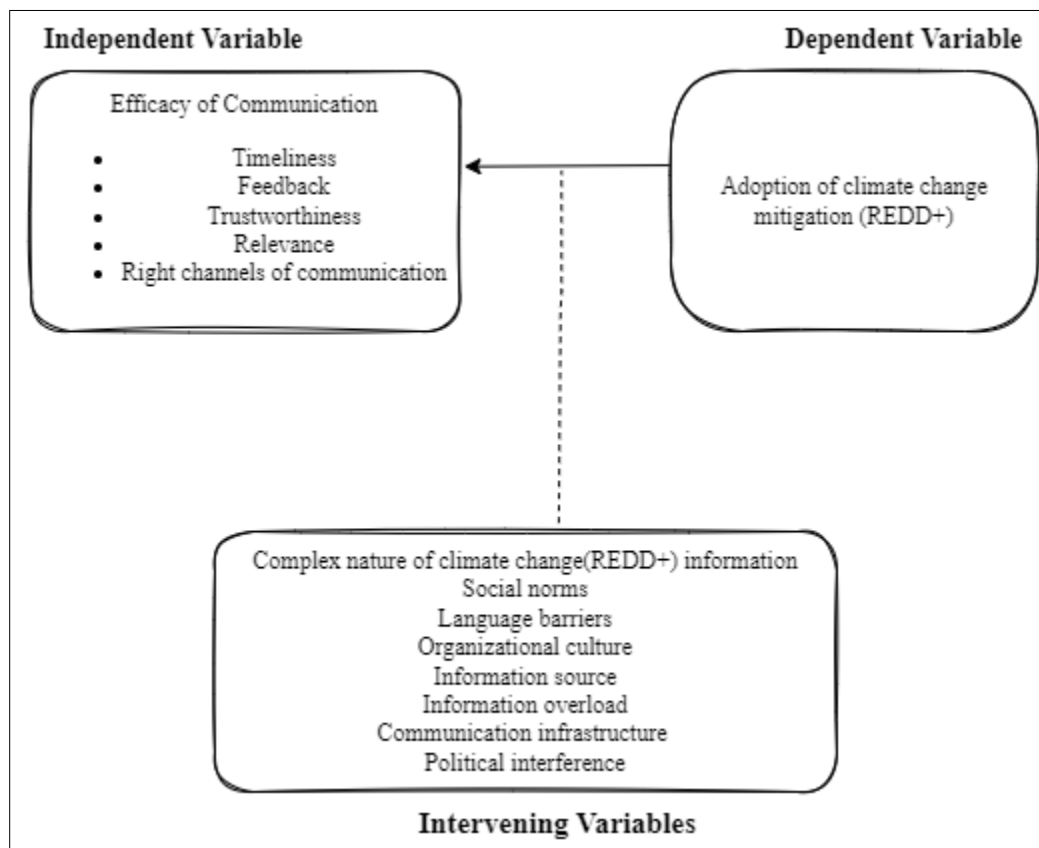 Independent Variable
Dependent Variable
Efficacy of Communication
• Timeliness
• Feedback
• Trustworthiness
• Relevance
• Right channels of communication
Adoption of climate change
mitigation (REDD+)
Complex nature of climate change(REDD+) information
Social norms
Language barriers
Organizational culture
Information source
Information overload
Communication infrastructure
Political interference
Intervening Variables